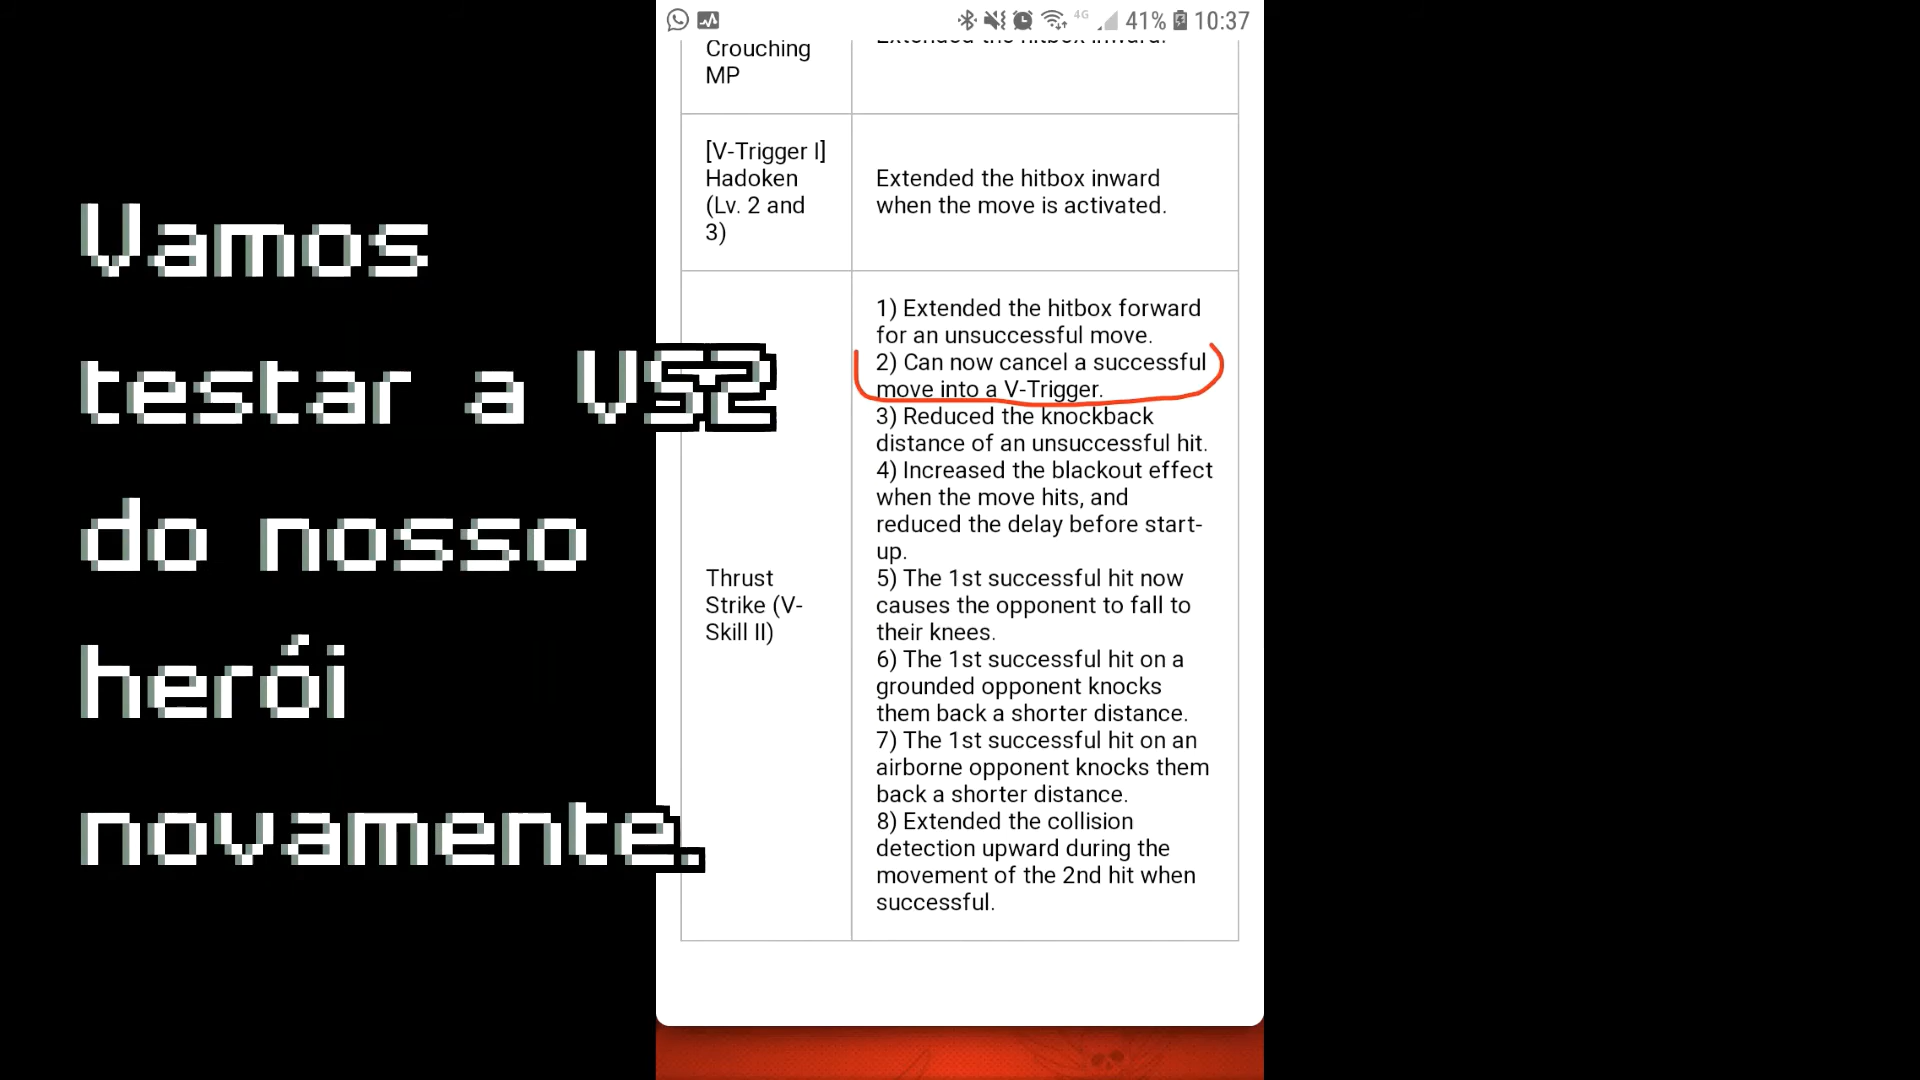 4G 41% 10:37
Vamos
testar a VS2
do nosso
herói
novamente.
Crouching
MP
Extended the hitbox inward.
[V-Trigger I]
Hadoken
(Lv. 2 and
3)
Extended the hitbox inward
when the move is activated.
Thrust
Strike (V-
Skill II)
1) Extended the hitbox forward
for an unsuccessful move.
2) Can now cancel a successful
move into a V-Trigger.
3) Reduced the knockback
distance of an unsuccessful hit.
4) Increased the blackout effect
when the move hits, and
reduced the delay before start-
up.
5) The 1st successful hit now
causes the opponent to fall to
their knees.
6) The 1st successful hit on a
grounded opponent knocks
them back a shorter distance.
7) The 1st successful hit on an
airborne opponent knocks them
back a shorter distance.
8) Extended the collision
detection upward during the
movement of the 2nd hit when
successful.